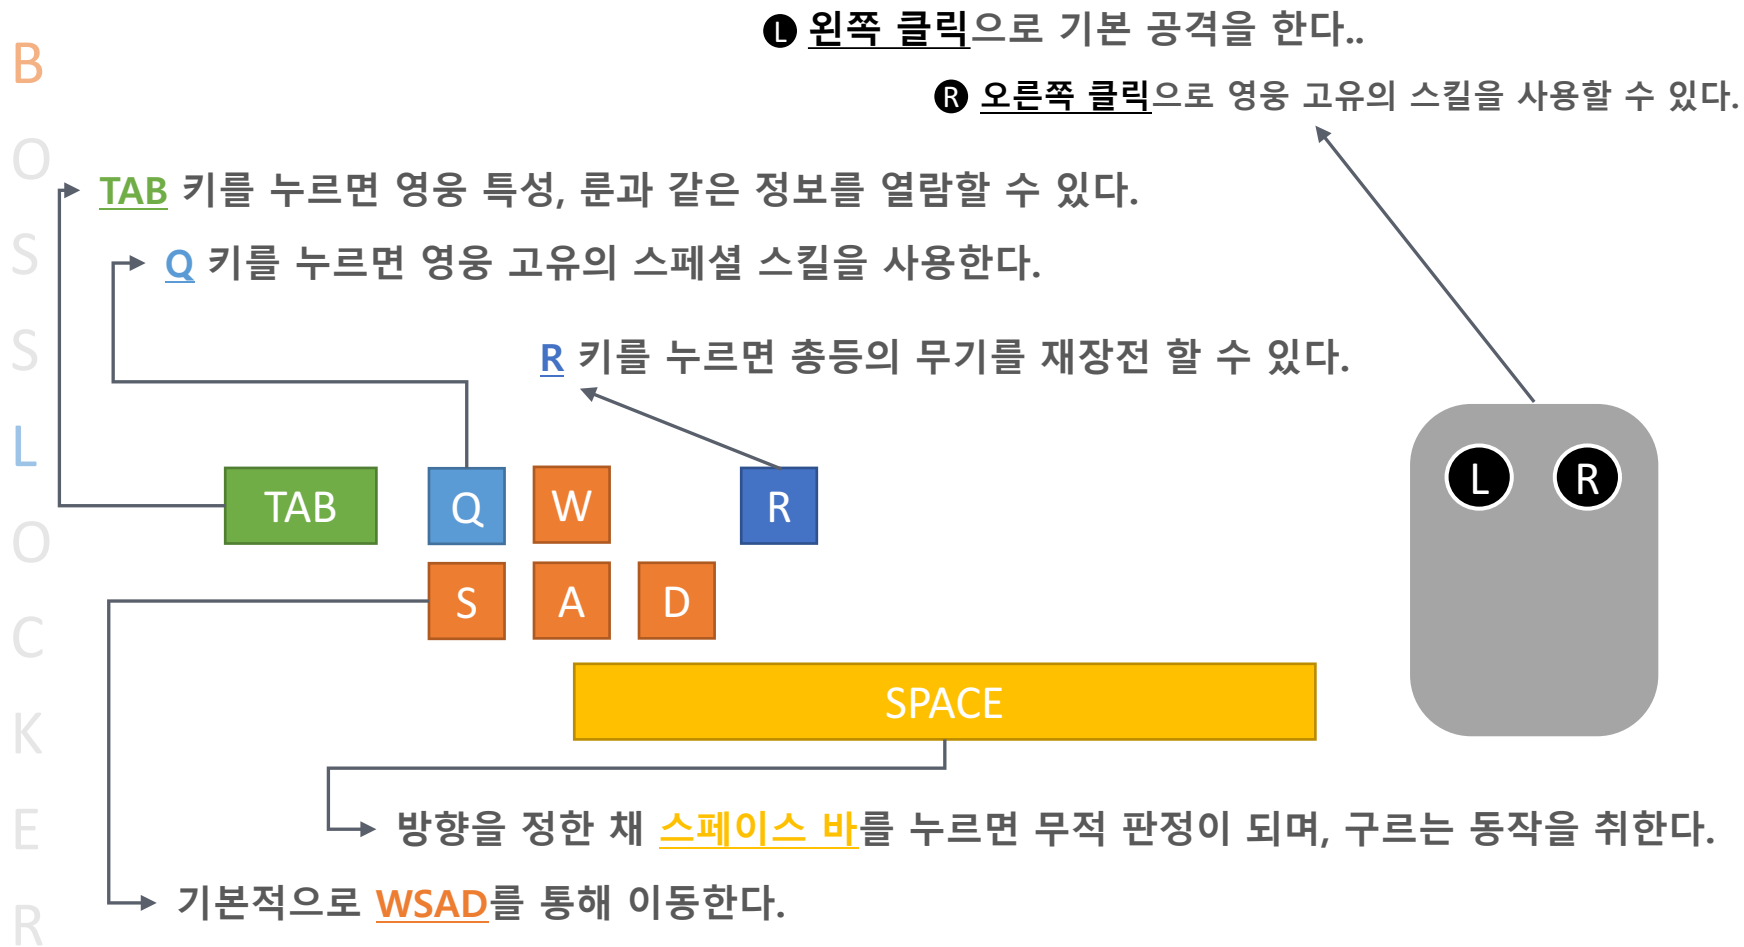 L 왼쪽 클릭으로 기본 공격을 한다..
R 오른쪽 클릭으로 영웅 고유의 스킬을 사용할 수 있다.
TAB 키를 누르면 영웅 특성, 룬과 같은 정보를 열람할 수 있다.
Q 키를 누르면 영웅 고유의 스페셜 스킬을 사용한다.
R 키를 누르면 총등의 무기를 재장전 할 수 있다.
TAB Q W R
L R
S A D
SPACE
방향을 정한 채 스페이스 바를 누르면 무적 판정이 되며, 구르는 동작을 취한다.
기본적으로 WSAD를 통해 이동한다.
B
O
S
S
L
O
C
K
E
R